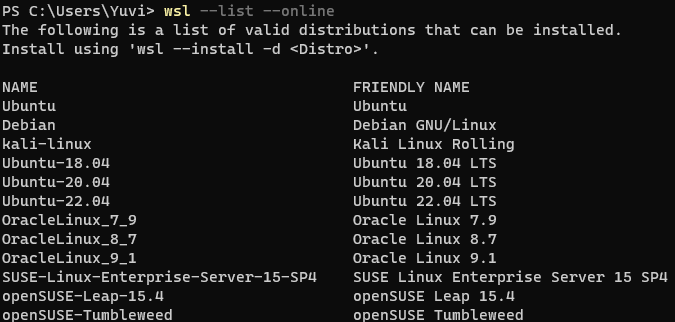 PS C:\Users\Yuvi> wsl --list --online
The following is a list of valid distributions that can be installed.
Install using 'wsl --install -d <Distro>'.
NAME FRIENDLY NAME
Ubuntu Ubuntu
Debian Debian GNU/Linux
kali-linux Kali Linux Rolling
Ubuntu-18.04 Ubuntu 18.04 LTS
Ubuntu-20.04 Ubuntu 20.04 LTS
Ubuntu-22.04 Ubuntu 22.04 LTS
OracleLinux_7_9 Oracle Linux 7.9
OracleLinux_8_7 Oracle Linux 8.7
OracleLinux_9_1 Oracle Linux 9.1
SUSE-Linux-Enterprise-Server-15-SP4 SUSE Linux Enterprise Server 15 SP4
openSUSE-Leap-15.4 openSUSE Leap 15.4
openSUSE-Tumbleweed openSUSE Tumbleweed